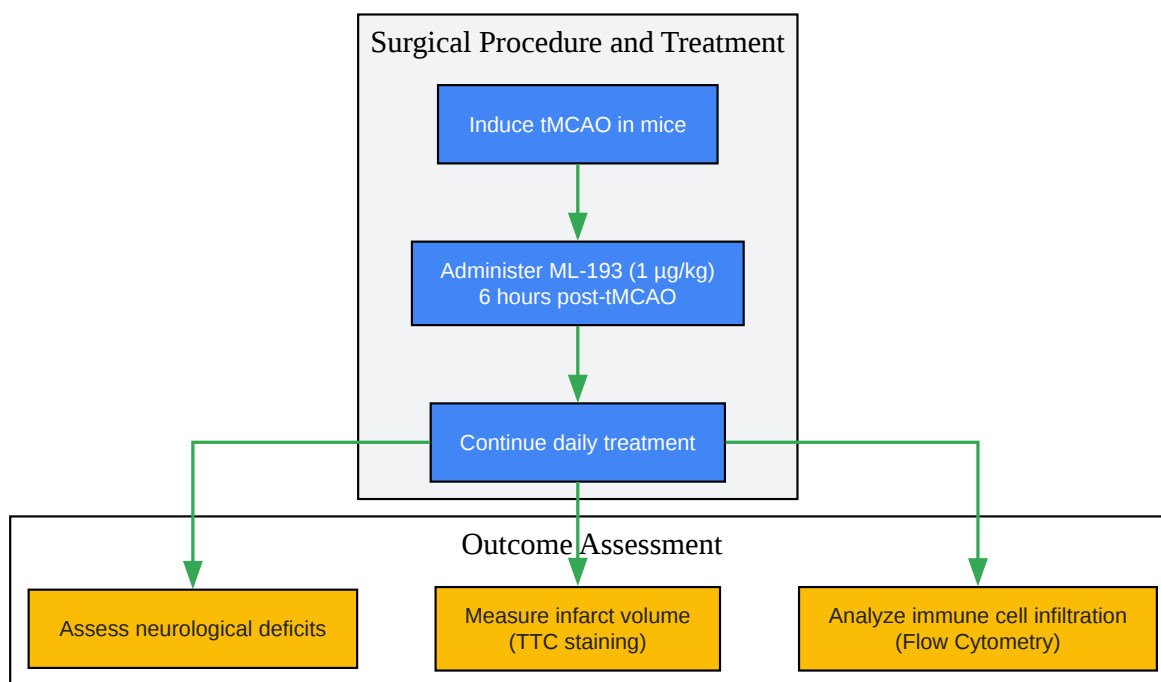 Surgical Procedure and Treatment
Induce tMCAO in mice
Administer ML-193 (1 µg/kg)
6 hours post-tMCAO
Continue daily treatment
Outcome Assessment
Assess neurological deficits
Measure infarct volume
(TTC staining)
Analyze immune cell infiltration
(Flow Cytometry)